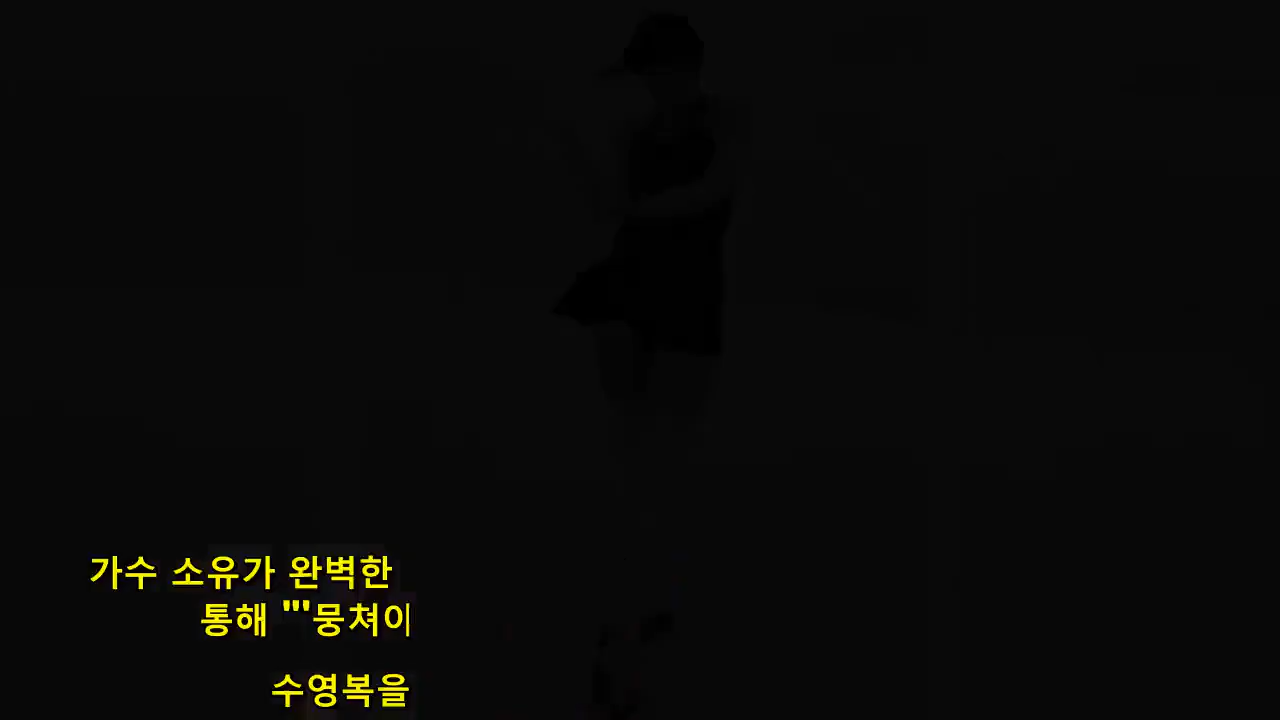 가수 소유가 완벽한
통해 "'뭉쳐이
수영복을